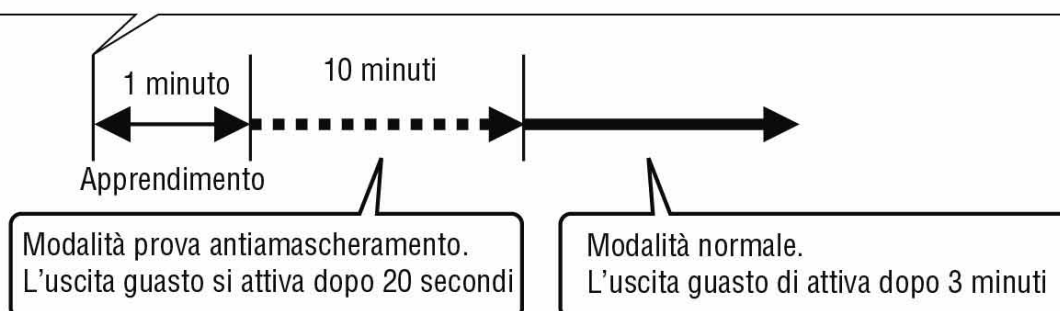 1 minuto
10 minuti
Apprendimento
Modalità prova antiamascheramento.
L'uscita guasto si attiva dopo 20 secondi
Modalità normale.
L'uscita guasto di attiva dopo 3 minuti